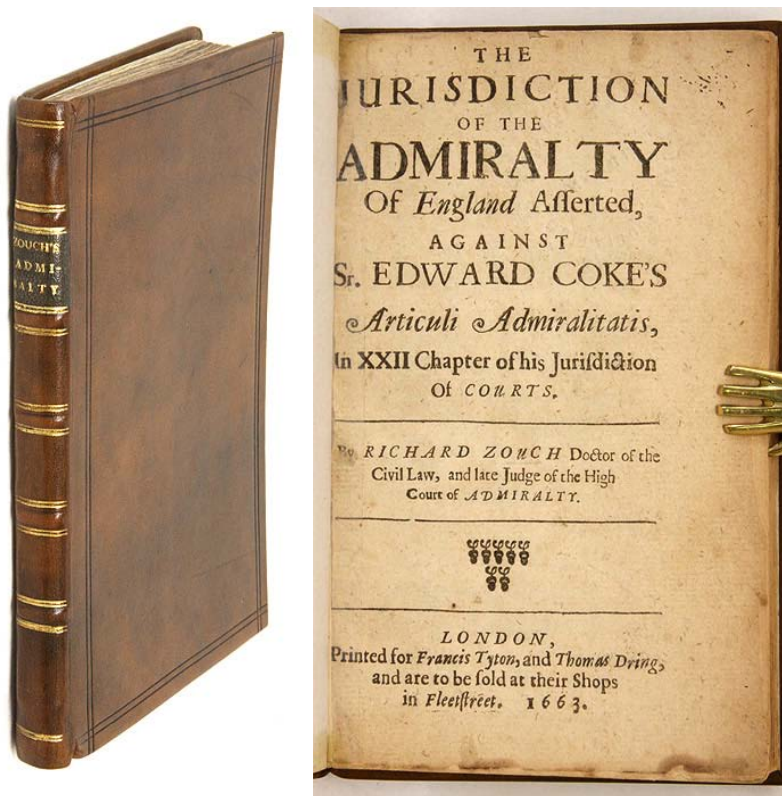 ZOUCH'S
ADMI-
RALTY
THE
JURISDICTION
OF THE
ADMIRALTY
Of England Aſſerted,
AGAINST
Sr. EDWARD COKE'S
Articuli Admiralitatis,
In XXII Chapter of his Juriſdiction
Of COURTS.
By RICHARD ZOUCH Doctor of the
Civil Law, and late Judge of the High
Court of ADMIRALTY.
LONDON,
Printed for Francis Tyton, and Thomas Dring,
and are to be ſold at their Shops
in Fleetſtreet. 1663.